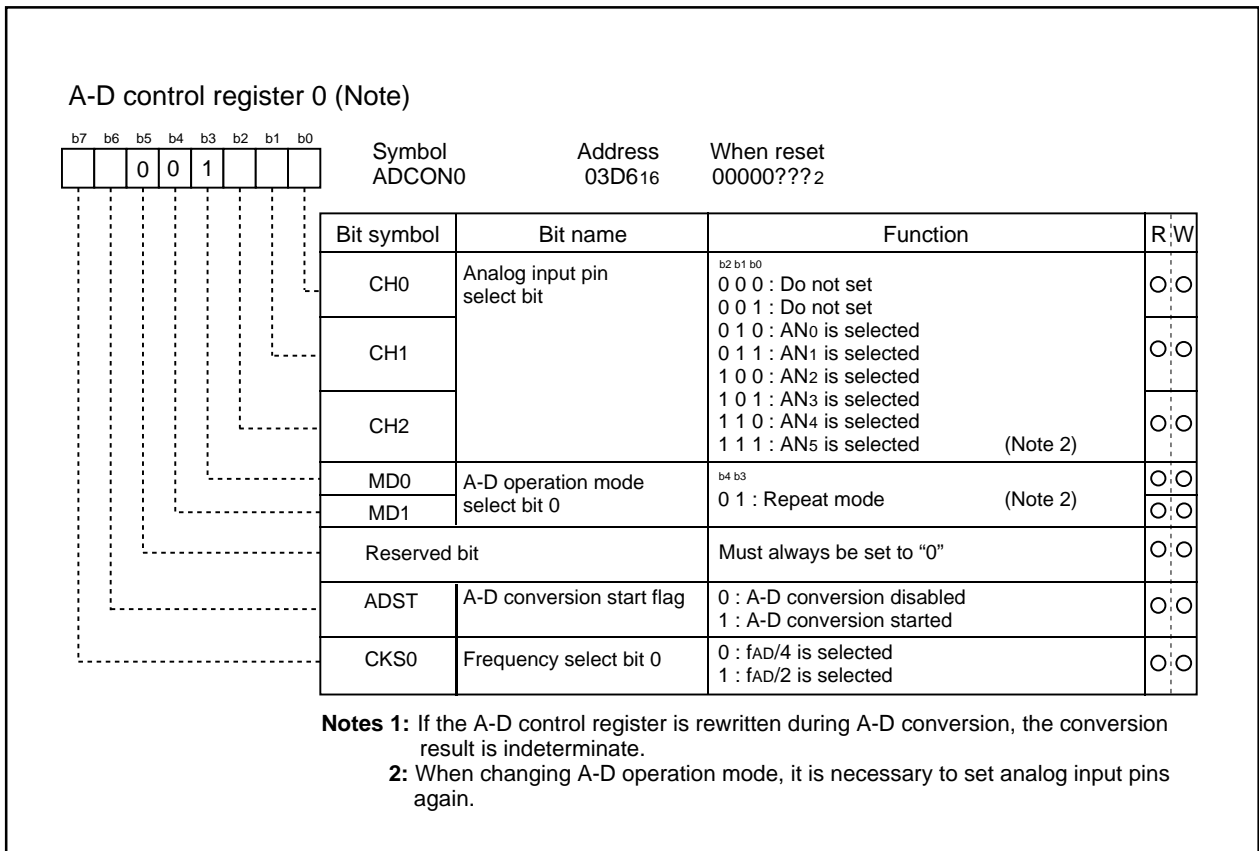 A-D control register 0 (Note)
b7 b6 b5 b4 b3 b2 b1 b0
0 0 1
Symbol Address When reset
ADCON0 03D616 00000???2
Bit symbol Bit name Function R W
CH0 Analog input pin
select bit
b2 b1 b0
0 0 0 : Do not set
0 0 1 : Do not set
0 1 0 : AN0 is selected
0 1 1 : AN1 is selected
CH1
1 0 0 : AN2 is selected
1 0 1 : AN3 is selected
1 1 0 : AN4 is selected
CH2
1 1 1 : AN5 is selected (Note 2)
MD0 A-D operation mode
select bit 0
MD1
b4 b3
0 1 : Repeat mode (Note 2)
Reserved bit Must always be set to “0”
ADST A-D conversion start flag 0 : A-D conversion disabled
1 : A-D conversion started
CKS0 Frequency select bit 0 0 : fAD/4 is selected
1 : fAD/2 is selected
Notes 1: If the A-D control register is rewritten during A-D conversion, the conversion
result is indeterminate.
2: When changing A-D operation mode, it is necessary to set analog input pins
again.